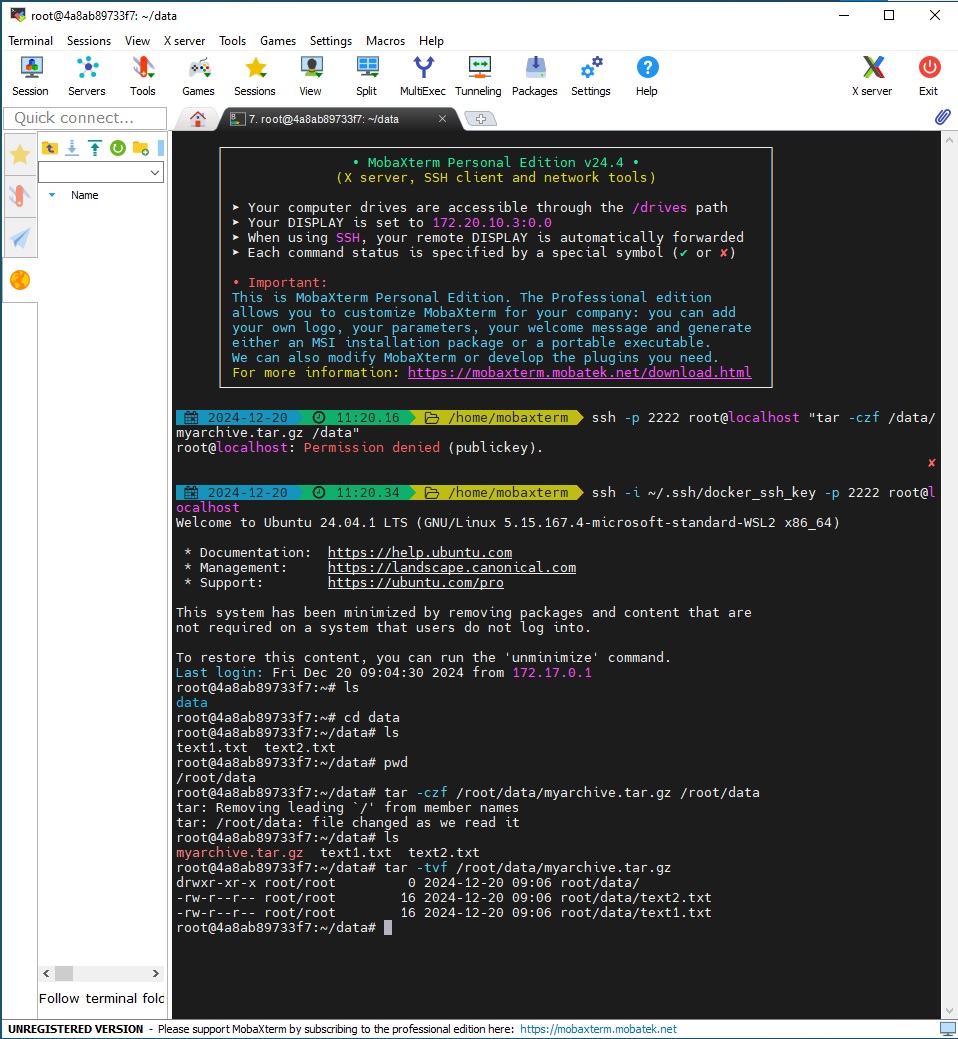 root@4a8ab89733f7: ~/data
Terminal Sessions View X server Tools Games Settings Macros Help
Session Servers Tools Games Sessions View Split MultiExec Tunneling Packages Settings Help X server Exit
Quick connect...
7. root@4a8ab89733f7: ~/data
Name
• MobaXterm Personal Edition v24.4 •
(X server, SSH client and network tools)
➤ Your computer drives are accessible through the /drives path
➤ Your DISPLAY is set to 172.20.10.3:0.0
➤ When using SSH, your remote DISPLAY is automatically forwarded
➤ Each command status is specified by a special symbol (✔ or ✘)
• Important:
This is MobaXterm Personal Edition. The Professional edition
allows you to customize MobaXterm for your company: you can add
your own logo, your parameters, your welcome message and generate
either an MSI installation package or a portable executable.
We can also modify MobaXterm or develop the plugins you need.
For more information: https://mobaxterm.mobatek.net/download.html
2024-12-20 11:20.16 /home/mobaxterm ssh -p 2222 root@localhost "tar -czf /data/
myarchive.tar.gz /data"
root@localhost: Permission denied (publickey).
✘
2024-12-20 11:20.34 /home/mobaxterm ssh -i ~/.ssh/docker_ssh_key -p 2222 root@l
ocalhost
Welcome to Ubuntu 24.04.1 LTS (GNU/Linux 5.15.167.4-microsoft-standard-WSL2 x86_64)
* Documentation: https://help.ubuntu.com
* Management: https://landscape.canonical.com
* Support: https://ubuntu.com/pro
This system has been minimized by removing packages and content that are
not required on a system that users do not log into.
To restore this content, you can run the 'unminimize' command.
Last login: Fri Dec 20 09:04:30 2024 from 172.17.0.1
root@4a8ab89733f7:~# ls
data
root@4a8ab89733f7:~# cd data
root@4a8ab89733f7:~/data# ls
text1.txt text2.txt
root@4a8ab89733f7:~/data# pwd
/root/data
root@4a8ab89733f7:~/data# tar -czf /root/data/myarchive.tar.gz /root/data
tar: Removing leading `/' from member names
tar: /root/data: file changed as we read it
root@4a8ab89733f7:~/data# ls
myarchive.tar.gz text1.txt text2.txt
root@4a8ab89733f7:~/data# tar -tvf /root/data/myarchive.tar.gz
drwxr-xr-x root/root 0 2024-12-20 09:06 root/data/
-rw-r--r-- root/root 16 2024-12-20 09:06 root/data/text2.txt
-rw-r--r-- root/root 16 2024-12-20 09:06 root/data/text1.txt
root@4a8ab89733f7:~/data#
Follow terminal fold
UNREGISTERED VERSION - Please support MobaXterm by subscribing to the professional edition here: https://mobaxterm.mobatek.net